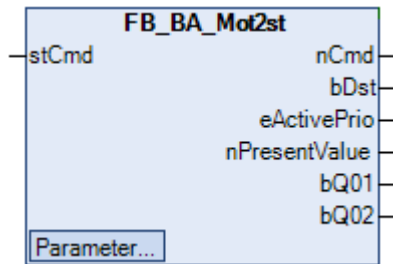 FB_BA_Mot2st
stCmd nCmd
bDst
eActivePrio
nPresentValue
bQ01
bQ02
Parameter...